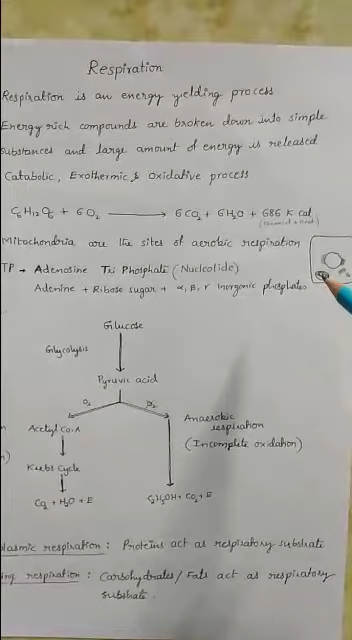 Respiration
Respiration is an energy yielding process
Energy rich compounds are broken down into simple
substances and large amount of energy is released
Catabolic, Exothermic & Oxidative process
C6H12O6 + 6O2 → 6CO2 + 6H2O + 686 K cal
(Chemical + Heat)
Mitochondria are the sites of aerobic respiration
TP → Adenosine Tri Phosphate (Nucleotide)
Adenine + Ribose sugar + α, β, γ inorganic phosphates
Glucose
Glycolysis
Pyruvic acid
O2
Acetyl Co.A
Anaerobic
respiration
(Incomplete oxidation)
Krebs Cycle
CO2 + H2O + E
C2H5OH + CO2 + E
plasmic respiration : Proteins act as respiratory substrate
ing respiration : Carbohydrates / Fats act as respiratory
substrate.